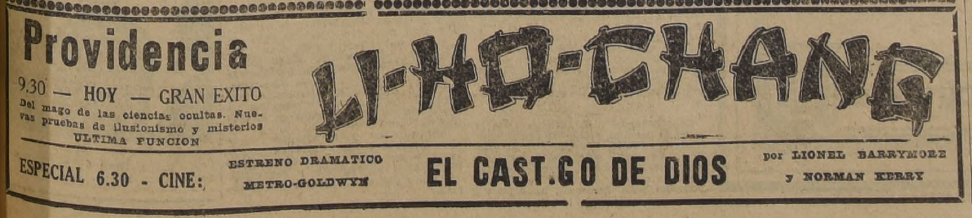 Providencia
9.30 — HOY — GRAN EXITO
Del mago de las ciencias ocultas. Nue-
vas pruebas de ilusionismo y misterios
ULTIMA FUNCION
LI-HO-CHANG
ESPECIAL 6.30 - CINE:
ESTRENO DRAMATICO
METRO-GOLDWYN
EL CAST.GO DE DIOS
por LIONEL BARRYMORE
y NORMAN KERRY